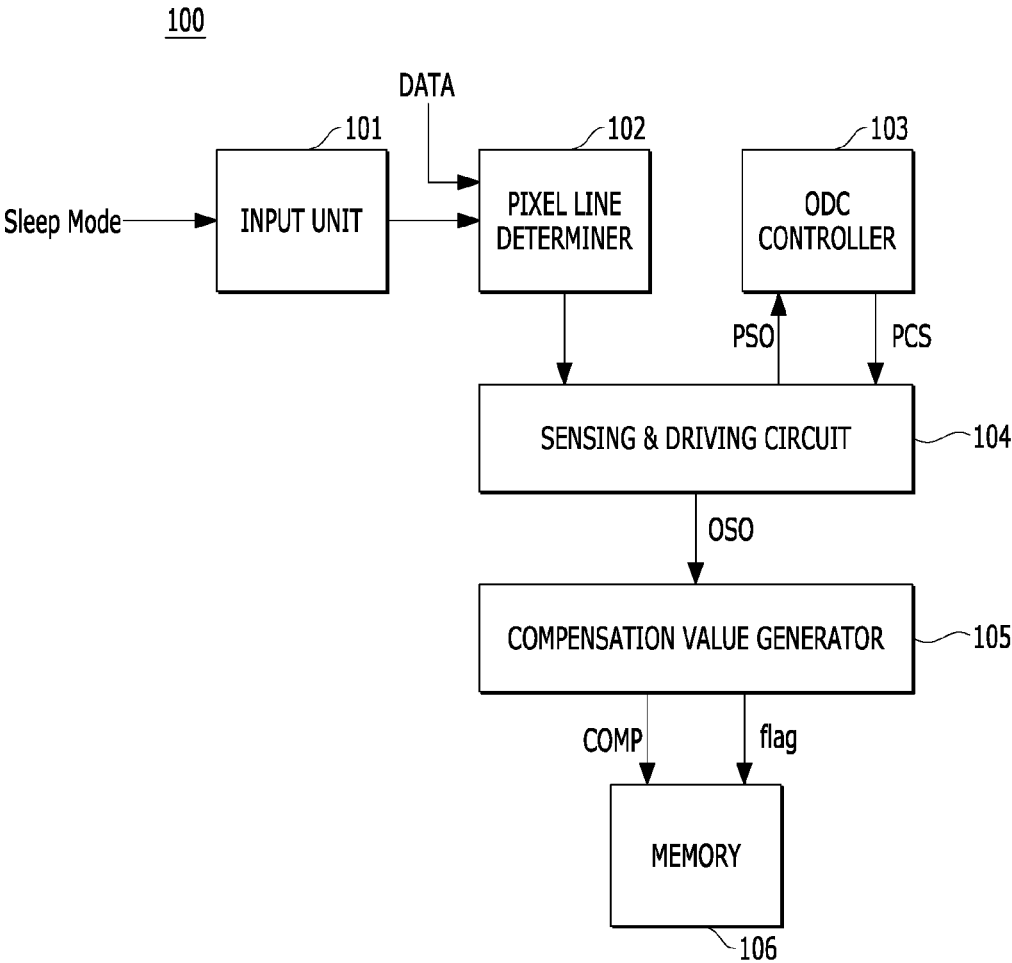 100
DATA
101
102
103
Sleep Mode
INPUT UNIT
PIXEL LINE
DETERMINER
ODC
CONTROLLER
PSO
PCS
SENSING & DRIVING CIRCUIT
104
OSO
COMPENSATION VALUE GENERATOR
105
COMP
flag
MEMORY
106